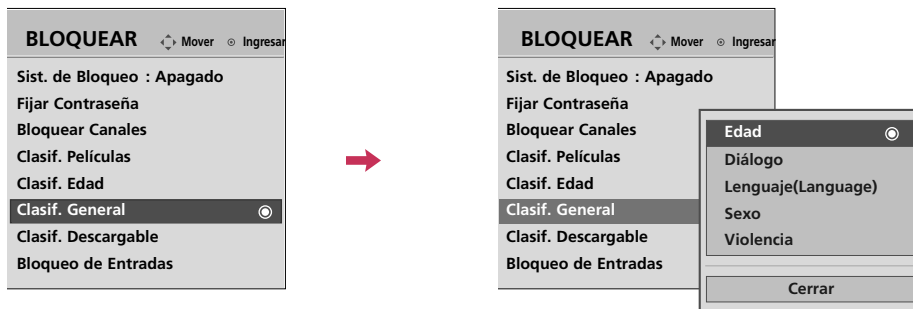 BLOQUEAR Mover Ingresar
Sist. de Bloqueo : Apagado
Fijar Contraseña
Bloquear Canales
Clasif. Películas
Clasif. Edad
Clasif. General
Clasif. Descargable
Bloqueo de Entradas
BLOQUEAR Mover Ingresar
Sist. de Bloqueo : Apagado
Fijar Contraseña
Bloquear Canales
Clasif. Películas
Clasif. Edad
Clasif. General
Clasif. Descargable
Bloqueo de Entradas
Edad
Diálogo
Lenguaje(Language)
Sexo
Violencia
Cerrar